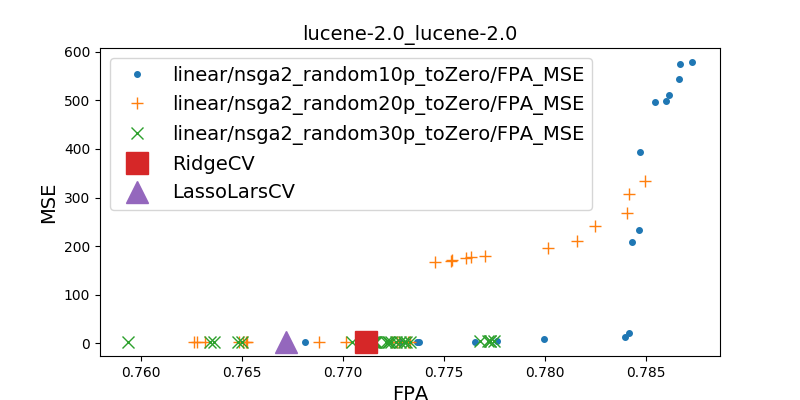 lucene-2.0_lucene-2.0
linear/nsga2_random10p_toZero/FPA_MSE
linear/nsga2_random20p_toZero/FPA_MSE
linear/nsga2_random30p_toZero/FPA_MSE
RidgeCV
LassoLarsCV
MSE
600
500
400
300
200
100
0
0.760 0.765 0.770 0.775 0.780 0.785
FPA